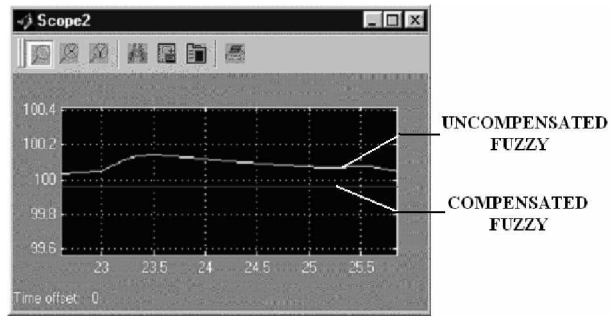 Scope2
100.4
100.2
100
99.8
99.6
23 23.5 24 24.5 25 25.5
Time offset: 0
UNCOMPENSATED
FUZZY
COMPENSATED
FUZZY